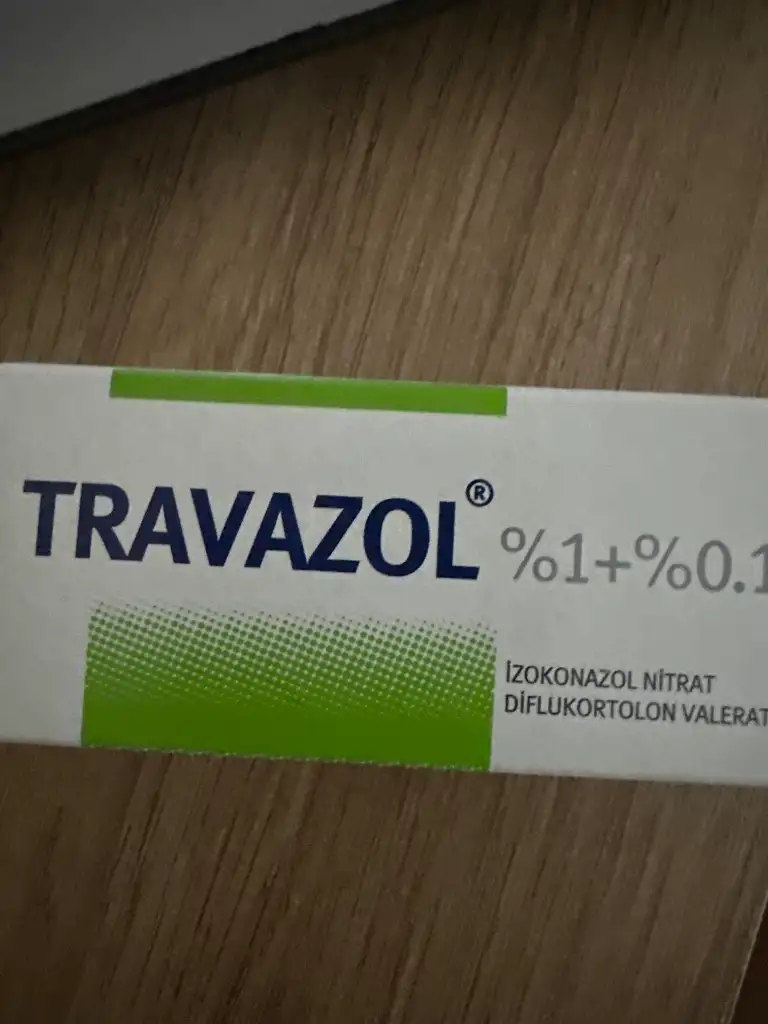 TRAVAZOL® %1+%0.1
İZOKONAZOL NİTRAT
DİFLUKORTOLON VALERAT